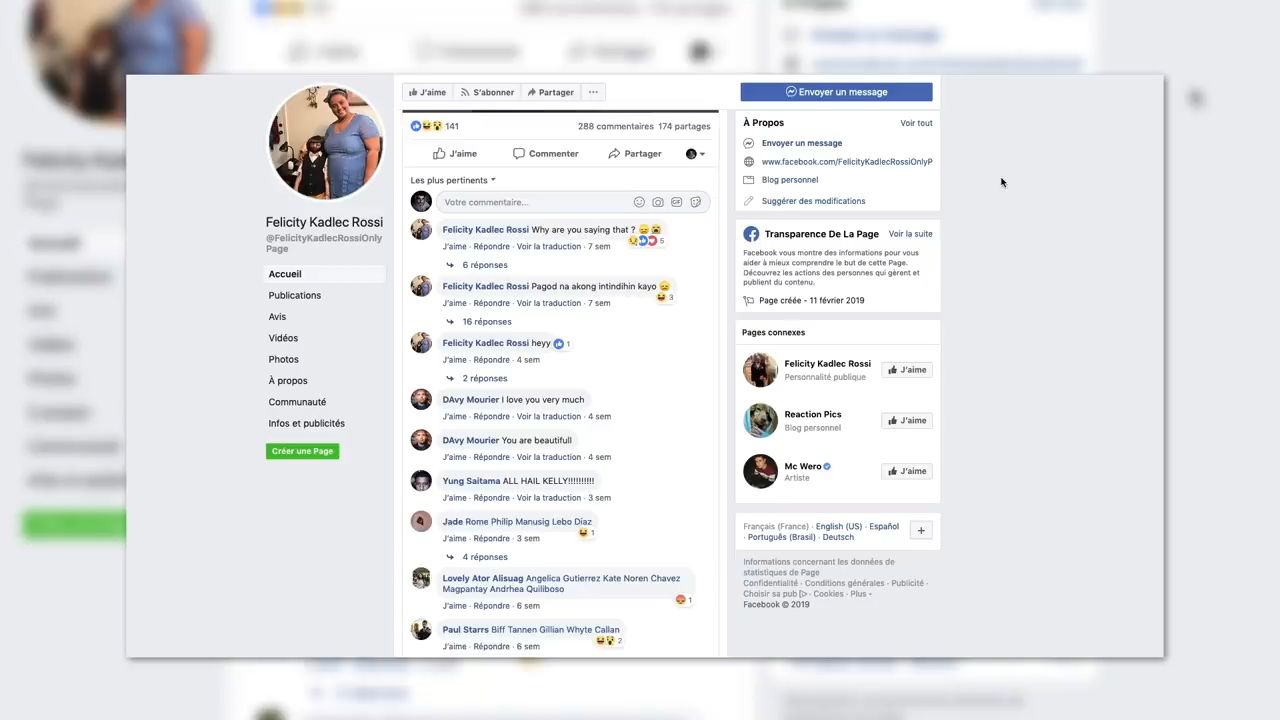 J'aime
S'abonner
Partager
Envoyer un message
141
288 commentaires 174 partages
J'aime
Commenter
Partager
Les plus pertinents
Votre commentaire...
Felicity Kadlec Rossi Why are you saying that ?
5
J'aime · Répondre · Voir la traduction · 7 sem
6 réponses
Felicity Kadlec Rossi Pagod na akong intindihin kayo
3
J'aime · Répondre · Voir la traduction · 7 sem
16 réponses
Felicity Kadlec Rossi heyy
1
J'aime · Répondre · 4 sem
2 réponses
DAvy Mourier I love you very much
J'aime · Répondre · Voir la traduction · 4 sem
DAvy Mourier You are beautifull
J'aime · Répondre · Voir la traduction · 4 sem
Yung Saitama ALL HAIL KELLY!!!!!!!!!!
J'aime · Répondre · Voir la traduction · 3 sem
Jade Rome Philip Manusig Lebo Díaz
1
J'aime · Répondre · 3 sem
4 réponses
Lovely Ator Alisuag Angelica Gutierrez Kate Noren Chavez
Magpantay Andrhea Quiliboso
1
J'aime · Répondre · 6 sem
Paul Starrs Biff Tannen Gillian Whyte Callan
2
J'aime · Répondre · 6 sem
Felicity Kadlec Rossi
@FelicityKadlecRossiOnly
Page
Accueil
Publications
Avis
Vidéos
Photos
À propos
Communauté
Infos et publicités
Créer une Page
À Propos
Voir tout
Envoyer un message
www.facebook.com/FelicityKadlecRossiOnlyP
Blog personnel
Suggérer des modifications
Transparence De La Page
Voir la suite
Facebook vous montre des informations pour vous
aider à mieux comprendre le but de cette Page.
Découvrez les actions des personnes qui gèrent et
publient du contenu.
Page créée - 11 février 2019
Pages connexes
Felicity Kadlec Rossi
Personnalité publique
J'aime
Reaction Pics
Blog personnel
J'aime
Mc Wero
Artiste
J'aime
Français (France) · English (US) · Español
· Português (Brasil) · Deutsch
Informations concernant les données de
statistiques de Page
Confidentialité · Conditions générales · Publicité ·
Choisir sa pub · Cookies · Plus
Facebook © 2019